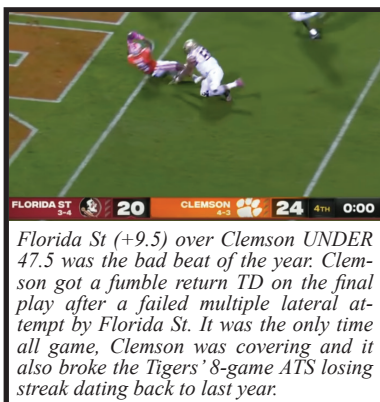 FLORIDA ST 20 CLEMSON 24 4TH 0:00
3-4 4-3
Florida St (+9.5) over Clemson UNDER
47.5 was the bad beat of the year. Clem-
son got a fumble return TD on the final
play after a failed multiple lateral at-
tempt by Florida St. It was the only time
all game, Clemson was covering and it
also broke the Tigers’ 8-game ATS losing
streak dating back to last year.